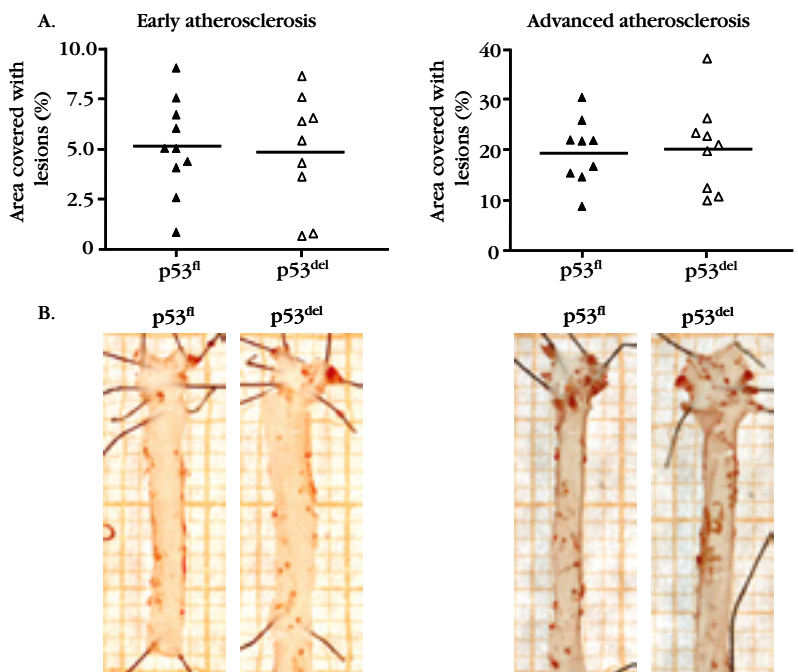 A.
Early atherosclerosis
Advanced atherosclerosis
Area covered with
lesions (%)
10.0
7.5
5.0
2.5
0
p53fl
p53del
Area covered with
lesions (%)
40
30
20
10
0
p53fl
p53del
B.
p53fl
p53del
p53fl
p53del